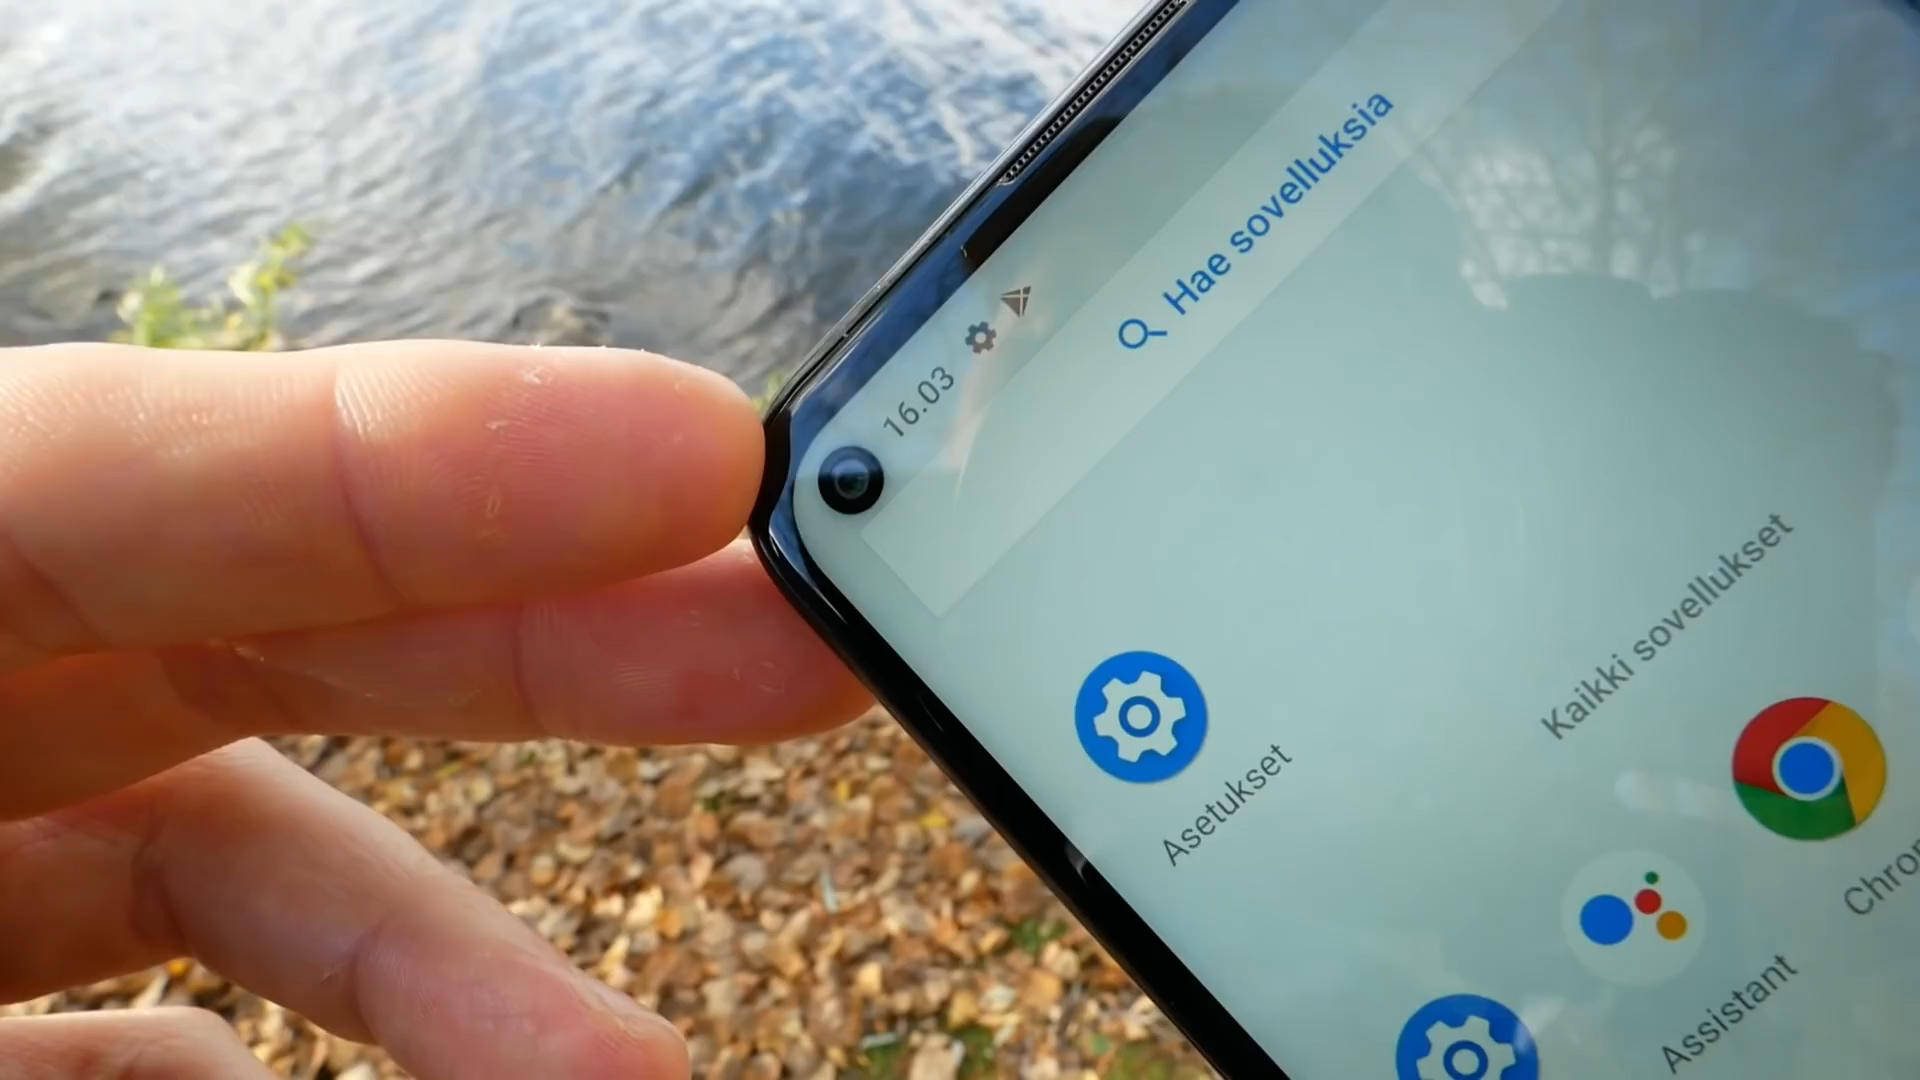 16.03
Hae sovelluksia
Asetukset
Kaikki sovellukset
Assistant
Chro